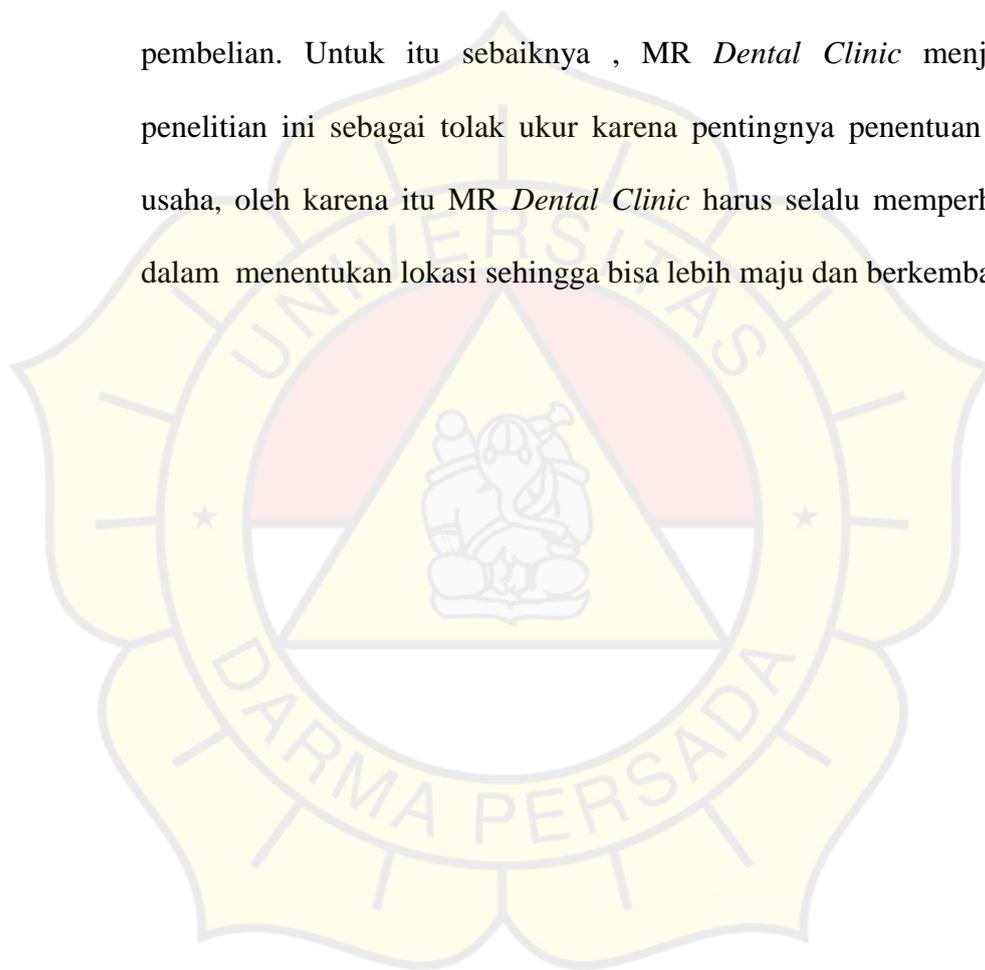 pembelian. Untuk itu sebaiknya , MR Dental Clinic menj
penelitian ini sebagai tolak ukur karena pentingnya penentuan
usaha, oleh karena itu MR Dental Clinic harus selalu memperh
dalam menentukan lokasi sehingga bisa lebih maju dan berkemba
UNIVERSITAS
DARMA PERSADA